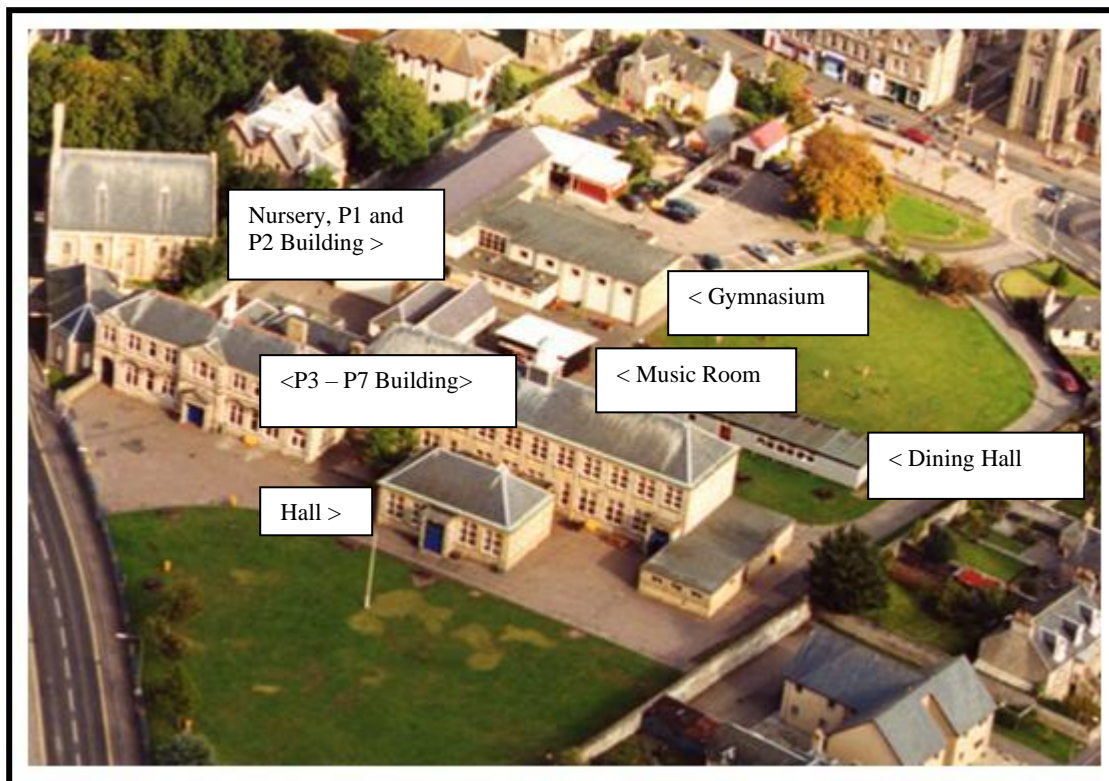 Nursery, P1 and
P2 Building >
< Gymnasium
<P3 – P7 Building>
< Music Room
< Dining Hall
Hall >